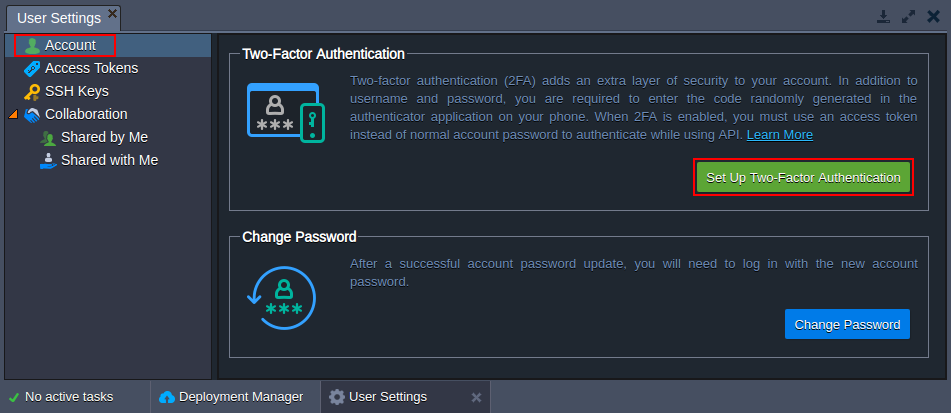 User Settings
Account
Access Tokens
SSH Keys
Collaboration
Shared by Me
Shared with Me
Two-Factor Authentication
Two-factor authentication (2FA) adds an extra layer of security to your account. In addition to
username and password, you are required to enter the code randomly generated in the
authenticator application on your phone. When 2FA is enabled, you must use an access token
instead of normal account password to authenticate while using API. Learn More
Set Up Two-Factor Authentication
Change Password
After a successful account password update, you will need to log in with the new account
password.
Change Password
No active tasks
Deployment Manager
User Settings